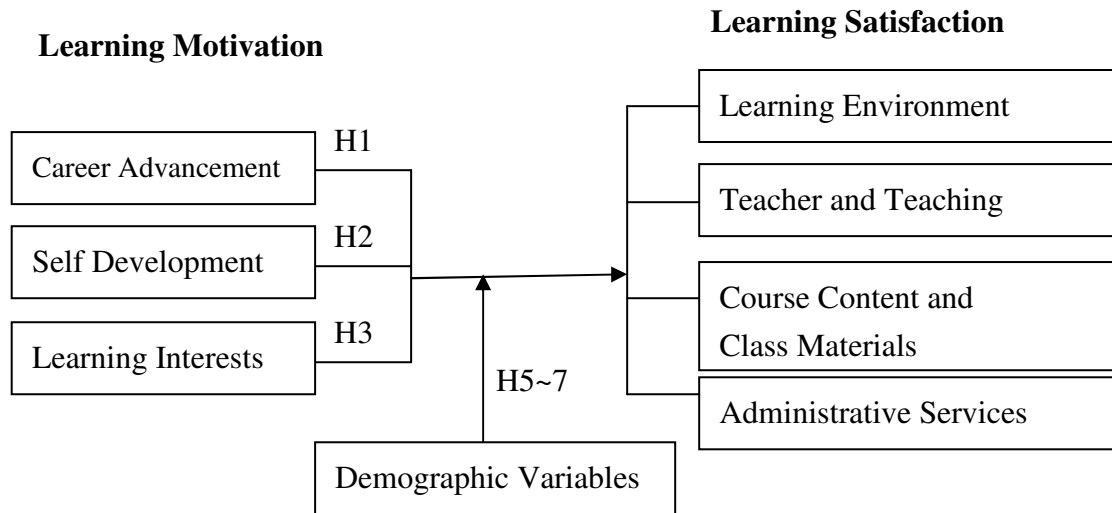 Learning Motivation
Learning Satisfaction
Career Advancement
H1
Self Development
H2
Learning Interests
H3
H5~7
Demographic Variables
Learning Environment
Teacher and Teaching
Course Content and
Class Materials
Administrative Services